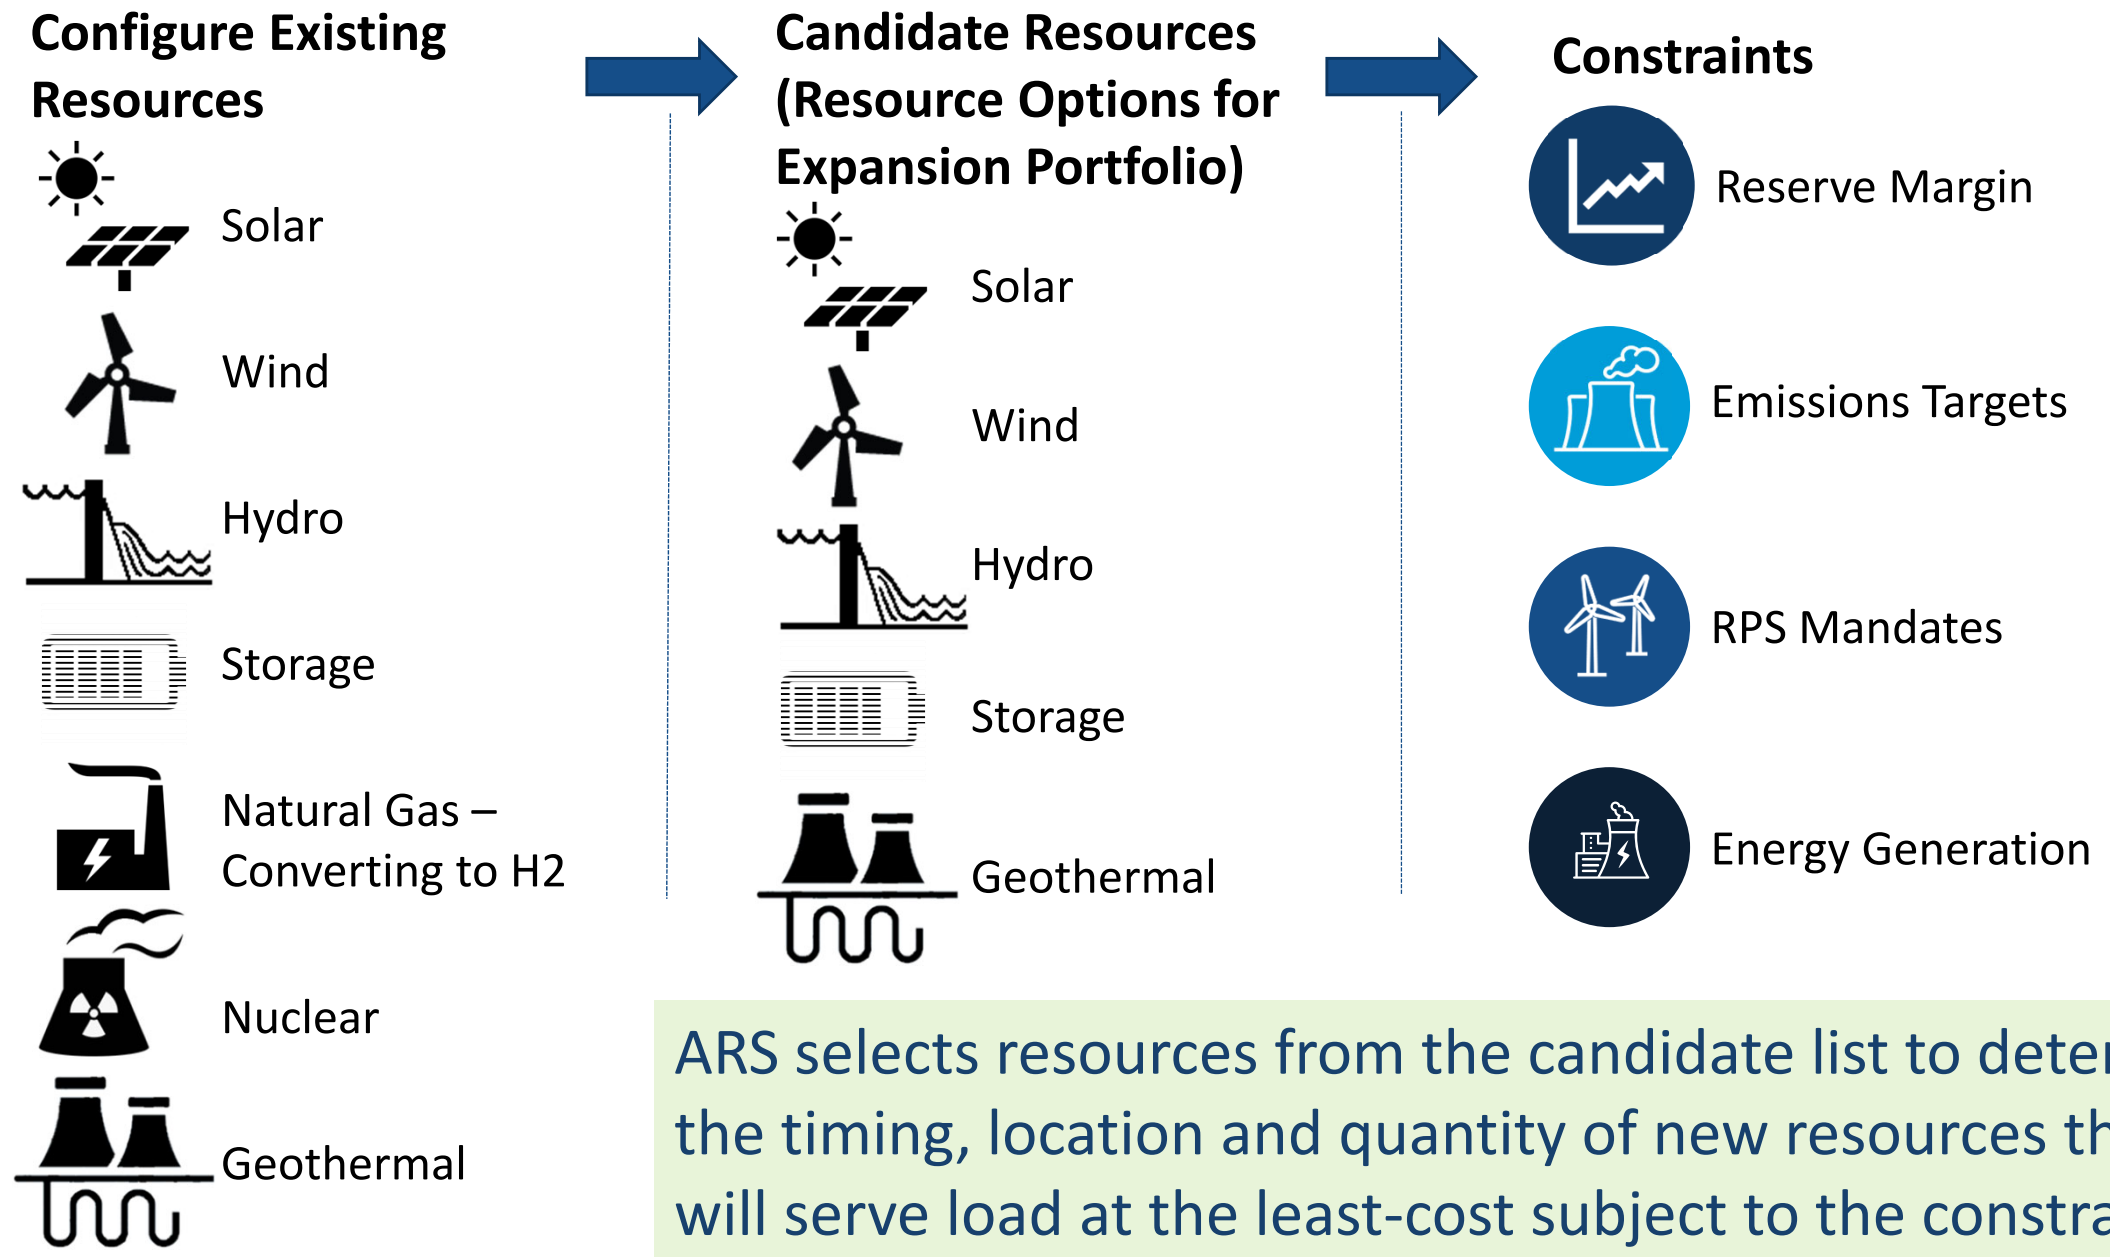 Configure Existing
Resources
Solar
Wind
Hydro
Storage
Natural Gas –
Converting to H2
Nuclear
Geothermal
Candidate Resources
(Resource Options for
Expansion Portfolio)
Solar
Wind
Hydro
Storage
Geothermal
Constraints
Reserve Margin
Emissions Targets
RPS Mandates
Energy Generation
ARS selects resources from the candidate list to
the timing, location and quantity of new resources
will serve load at the least-cost subject to the